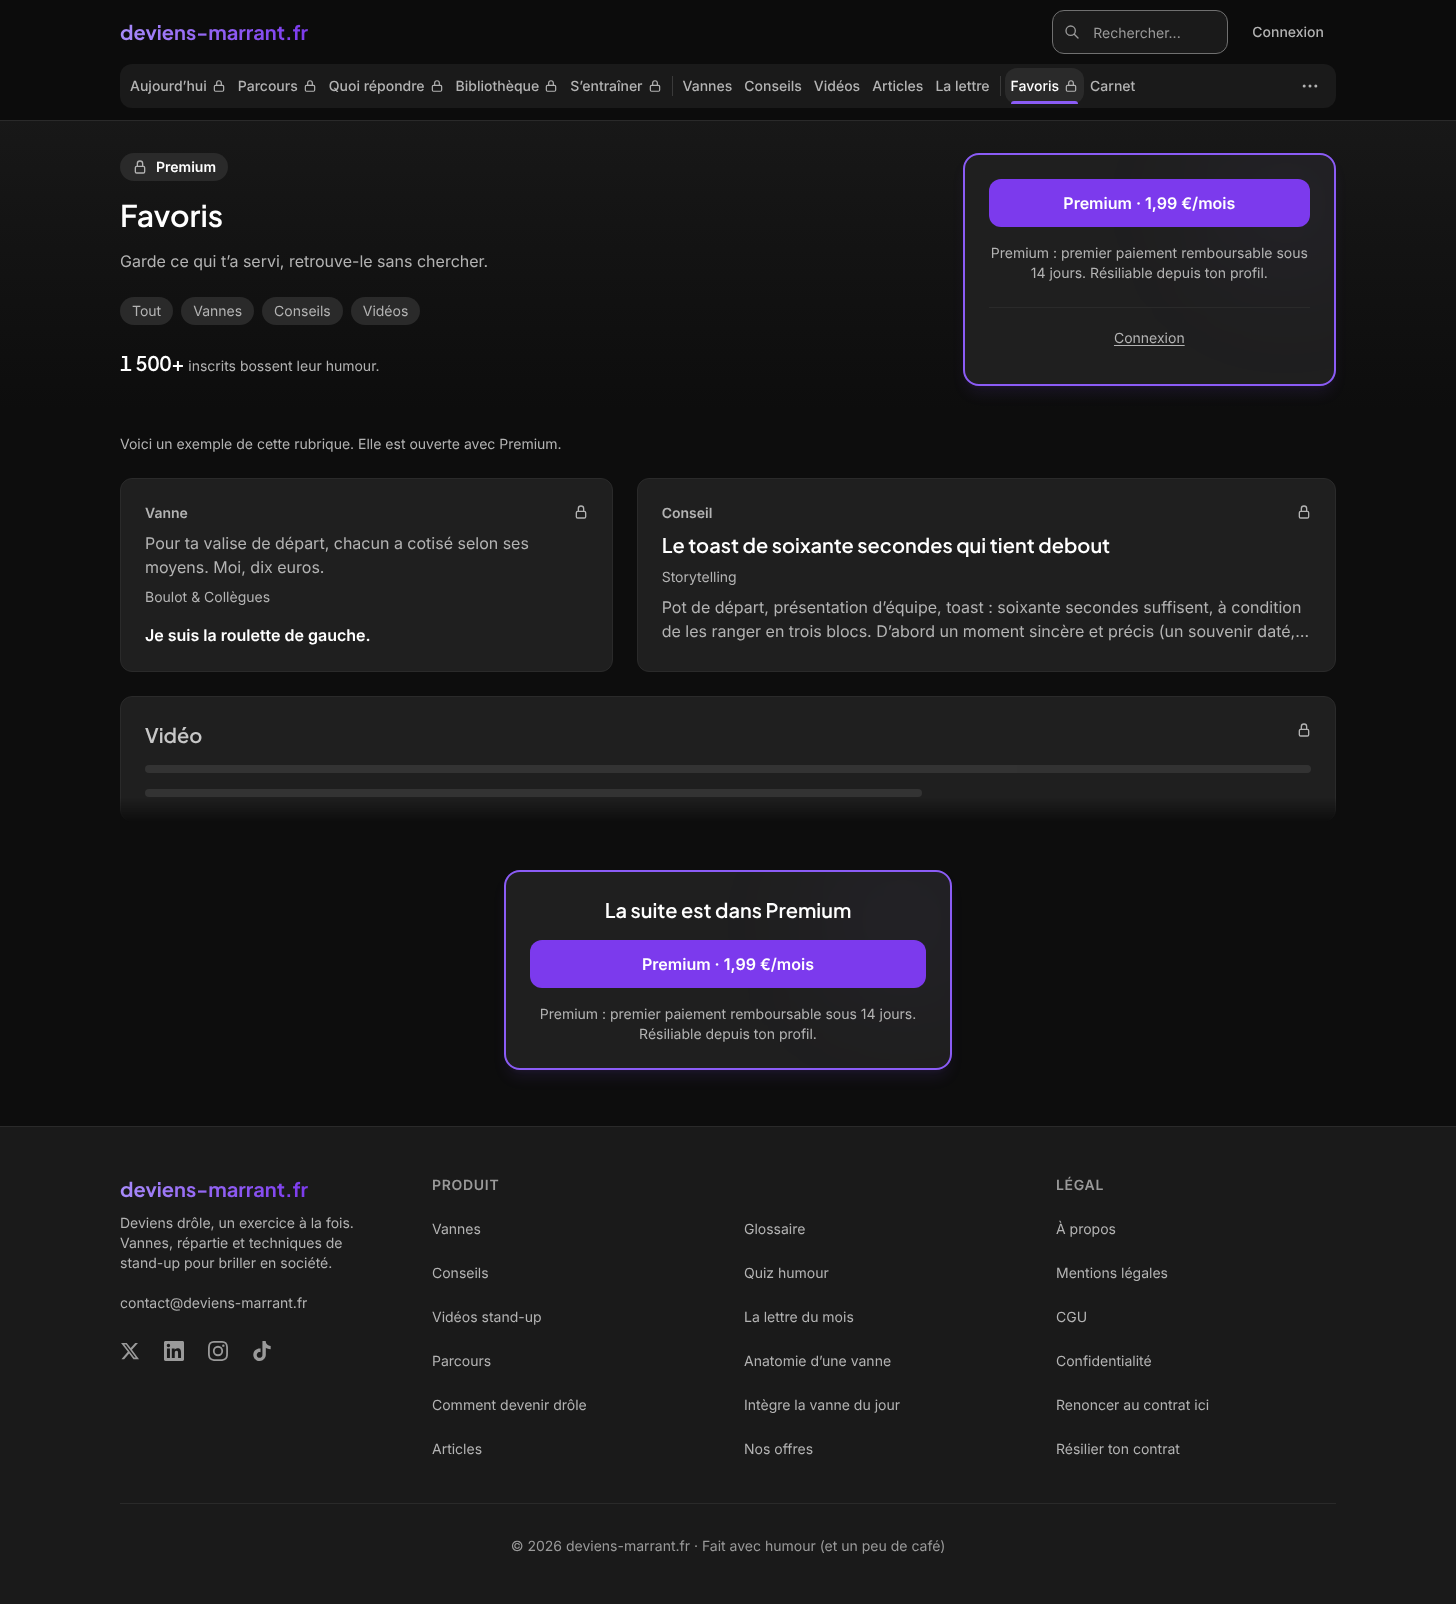 deviens-marrant.fr
Rechercher...
Connexion
Aujourd’hui
Parcours
Quoi répondre
Bibliothèque
S’entraîner
Vannes
Conseils
Vidéos
Articles
La lettre
Favoris
Carnet
Premium
Favoris
Garde ce qui t’a servi, retrouve-le sans chercher.
Tout
Vannes
Conseils
Vidéos
1 500+ inscrits bossent leur humour.
Premium · 1,99 €/mois
Premium : premier paiement remboursable sous
14 jours. Résiliable depuis ton profil.
Connexion
Voici un exemple de cette rubrique. Elle est ouverte avec Premium.
Vanne
Pour ta valise de départ, chacun a cotisé selon ses
moyens. Moi, dix euros.
Boulot & Collègues
Je suis la roulette de gauche.
Conseil
Le toast de soixante secondes qui tient debout
Storytelling
Pot de départ, présentation d’équipe, toast : soixante secondes suffisent, à condition
de les ranger en trois blocs. D’abord un moment sincère et précis (un souvenir daté,...
Vidéo
La suite est dans Premium
Premium · 1,99 €/mois
Premium : premier paiement remboursable sous 14 jours.
Résiliable depuis ton profil.
deviens-marrant.fr
Deviens drôle, un exercice à la fois.
Vannes, répartie et techniques de
stand-up pour briller en société.
contact@deviens-marrant.fr
PRODUIT
Vannes
Conseils
Vidéos stand-up
Parcours
Comment devenir drôle
Articles
Glossaire
Quiz humour
La lettre du mois
Anatomie d’une vanne
Intègre la vanne du jour
Nos offres
LÉGAL
À propos
Mentions légales
CGU
Confidentialité
Renoncer au contrat ici
Résilier ton contrat
© 2026 deviens-marrant.fr · Fait avec humour (et un peu de café)